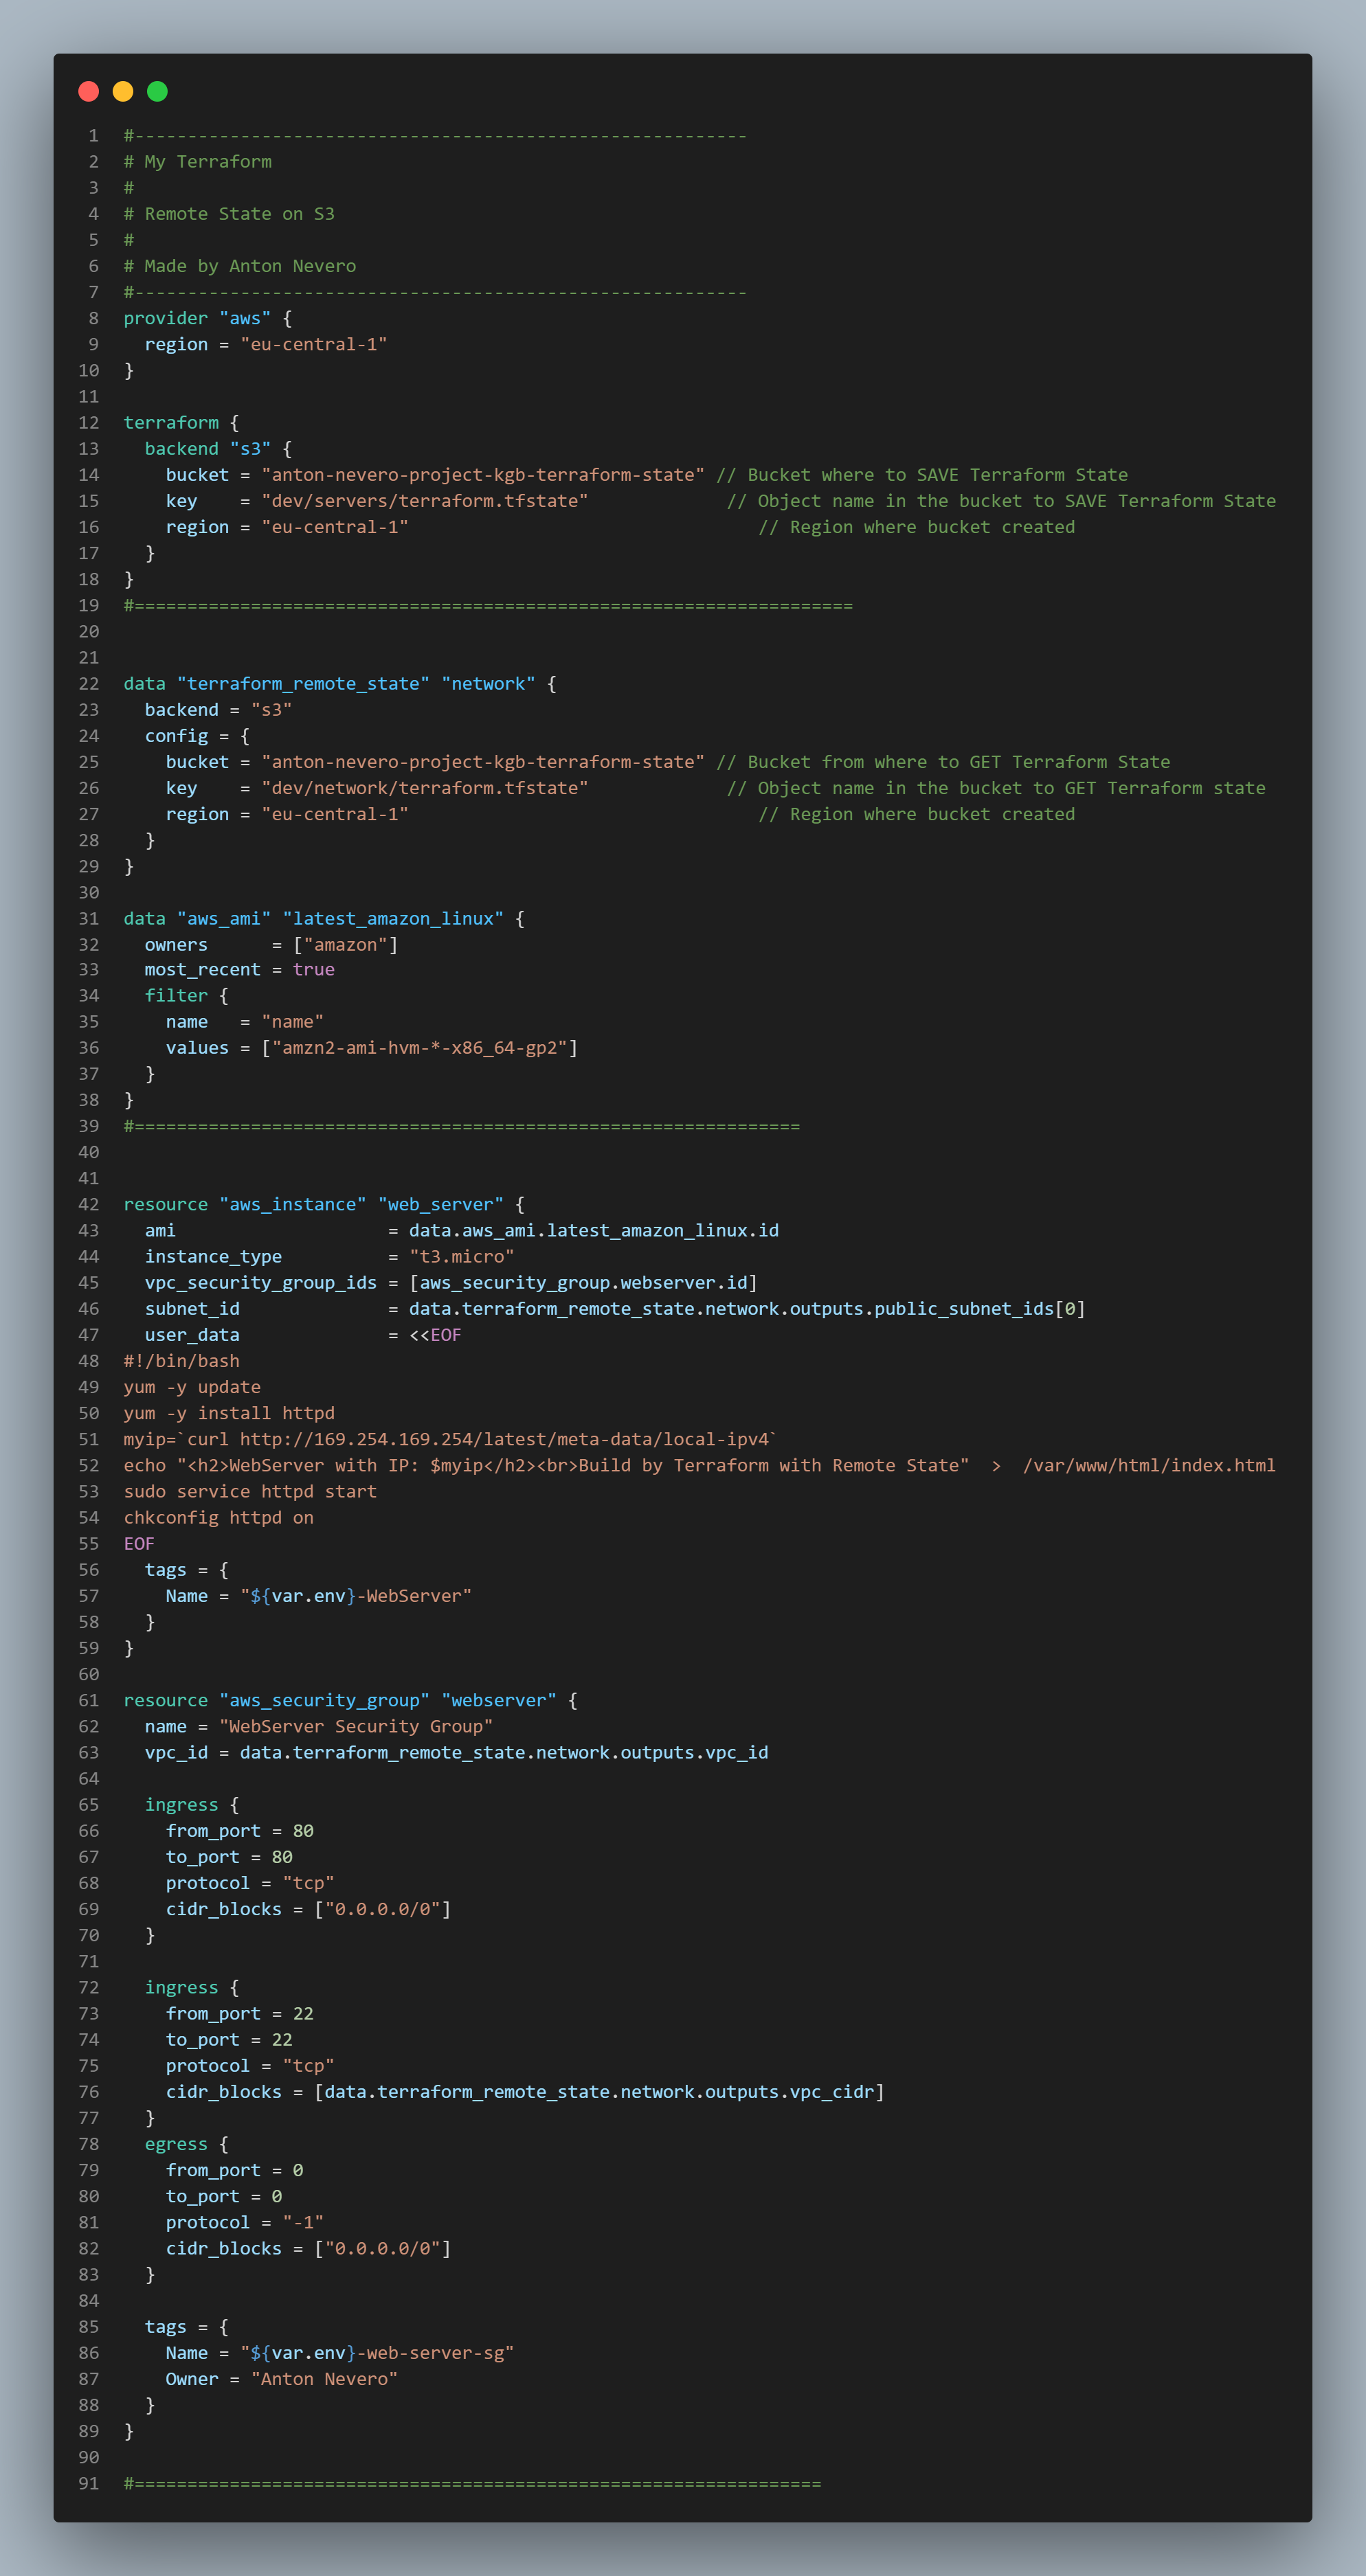 1 #----------------------------------------------------------
2 # My Terraform
3 #
4 # Remote State on S3
5 #
6 # Made by Anton Nevero
7 #----------------------------------------------------------
8 provider "aws" {
9   region = "eu-central-1"
10 }
11
12 terraform {
13   backend "s3" {
14     bucket = "anton-nevero-project-kgb-terraform-state" // Bucket where to SAVE Terraform State
15     key    = "dev/servers/terraform.tfstate"             // Object name in the bucket to SAVE Terraform State
16     region = "eu-central-1"                                 // Region where bucket created
17   }
18 }
19 #====================================================================
20
21
22 data "terraform_remote_state" "network" {
23   backend = "s3"
24   config = {
25     bucket = "anton-nevero-project-kgb-terraform-state" // Bucket from where to GET Terraform State
26     key    = "dev/network/terraform.tfstate"             // Object name in the bucket to GET Terraform state
27     region = "eu-central-1"                                 // Region where bucket created
28   }
29 }
30
31 data "aws_ami" "latest_amazon_linux" {
32   owners      = ["amazon"]
33   most_recent = true
34   filter {
35     name   = "name"
36     values = ["amzn2-ami-hvm-*-x86_64-gp2"]
37   }
38 }
39 #===============================================================
40
41
42 resource "aws_instance" "web_server" {
43   ami                    = data.aws_ami.latest_amazon_linux.id
44   instance_type          = "t3.micro"
45   vpc_security_group_ids = [aws_security_group.webserver.id]
46   subnet_id              = data.terraform_remote_state.network.outputs.public_subnet_ids[0]
47   user_data              = <<EOF
48 #!/bin/bash
49 yum -y update
50 yum -y install httpd
51 myip=`curl http://169.254.169.254/latest/meta-data/local-ipv4`
52 echo "<h2>WebServer with IP: $myip</h2><br>Build by Terraform with Remote State"  >  /var/www/html/index.html
53 sudo service httpd start
54 chkconfig httpd on
55 EOF
56   tags = {
57     Name = "${var.env}-WebServer"
58   }
59 }
60
61 resource "aws_security_group" "webserver" {
62   name = "WebServer Security Group"
63   vpc_id = data.terraform_remote_state.network.outputs.vpc_id
64
65   ingress {
66     from_port = 80
67     to_port = 80
68     protocol = "tcp"
69     cidr_blocks = ["0.0.0.0/0"]
70   }
71
72   ingress {
73     from_port = 22
74     to_port = 22
75     protocol = "tcp"
76     cidr_blocks = [data.terraform_remote_state.network.outputs.vpc_cidr]
77   }
78   egress {
79     from_port = 0
80     to_port = 0
81     protocol = "-1"
82     cidr_blocks = ["0.0.0.0/0"]
83   }
84
85   tags = {
86     Name = "${var.env}-web-server-sg"
87     Owner = "Anton Nevero"
88   }
89 }
90
91 #=================================================================